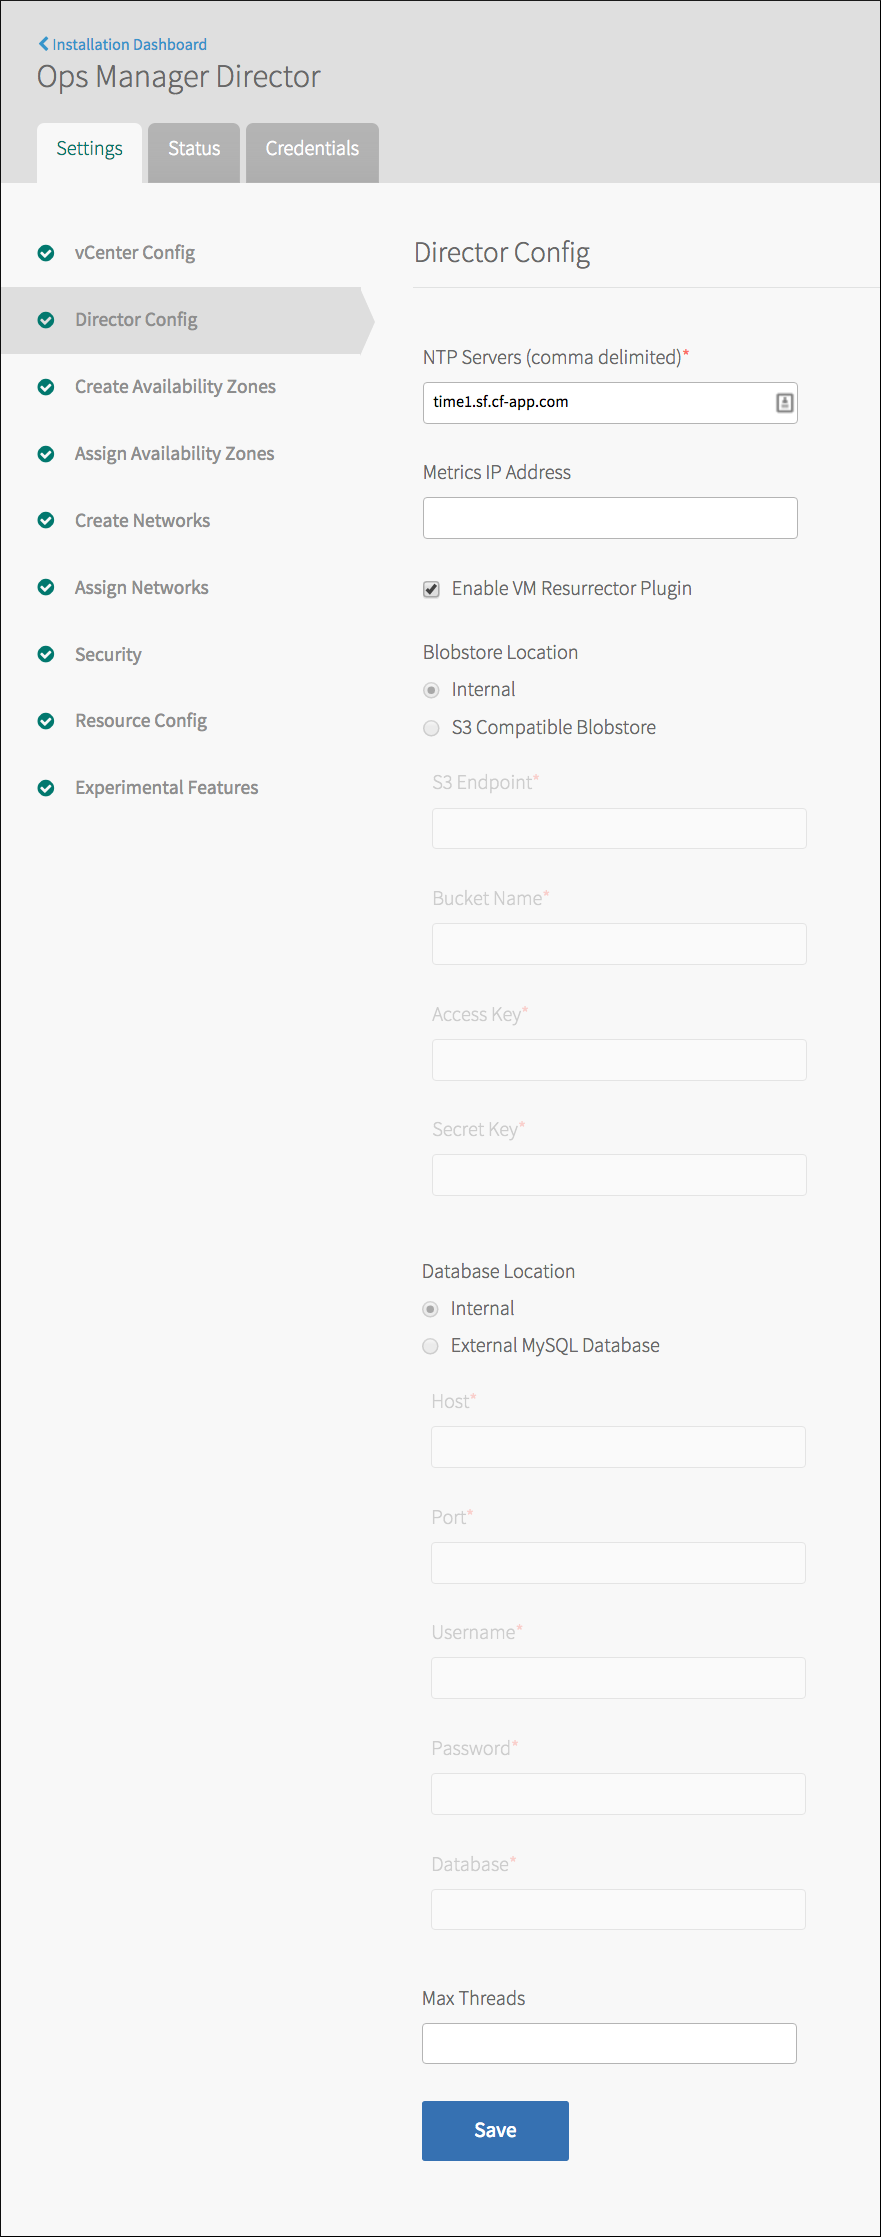 Installation Dashboard
Ops Manager Director
Settings
Status
Credentials
vCenter Config
Director Config
Create Availability Zones
Assign Availability Zones
Create Networks
Assign Networks
Security
Resource Config
Experimental Features
Director Config
NTP Servers (comma delimited)*
time1.sf.cf-app.com
Metrics IP Address
Enable VM Resurrector Plugin
Blobstore Location
Internal
S3 Compatible Blobstore
S3 Endpoint*
Bucket Name*
Access Key*
Secret Key*
Database Location
Internal
External MySQL Database
Host*
Port*
Username*
Password*
Database*
Max Threads
Save